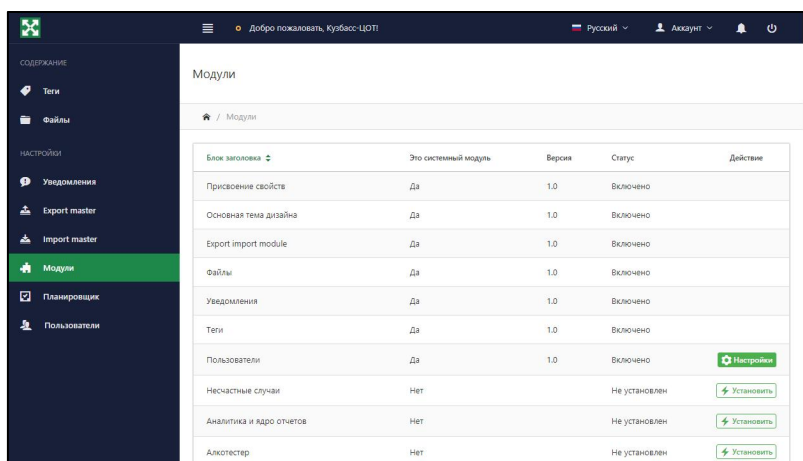 Добро пожаловать, Кузбасс-ЦОТ!
Русский
Аккаунт
СОДЕРЖАНИЕ
Теги
Файлы
НАСТРОЙКИ
Уведомления
Export master
Import master
Модули
Планировщик
Пользователи
Модули
/ Модули
Блок заголовка Это системный модуль Версия Статус Действие
Присвоение свойств Да 1.0 Включено
Основная тема дизайна Да 1.0 Включено
Export import module Да 1.0 Включено
Файлы Да 1.0 Включено
Уведомления Да 1.0 Включено
Теги Да 1.0 Включено
Пользователи Да 1.0 Включено Настройки
Несчастные случаи Нет Не установлен Установить
Аналитика и ядро отчетов Нет Не установлен Установить
Алкотестер Нет Не установлен Установить